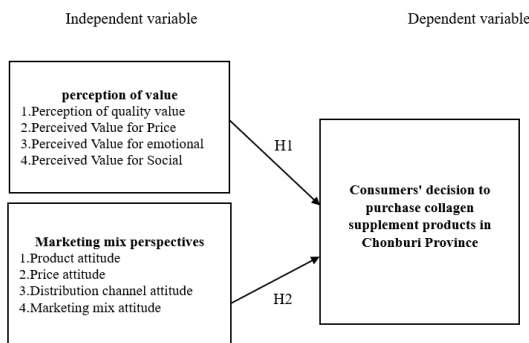 Independent variable
Dependent variable
perception of value
1.Perception of quality value
2.Perceived Value for Price
3.Perceived Value for emotional
4.Perceived Value for Social
H1
Consumers' decision to
purchase collagen
supplement products in
Chonburi Province
Marketing mix perspectives
1.Product attitude
2.Price attitude
3.Distribution channel attitude
4.Marketing mix attitude
H2